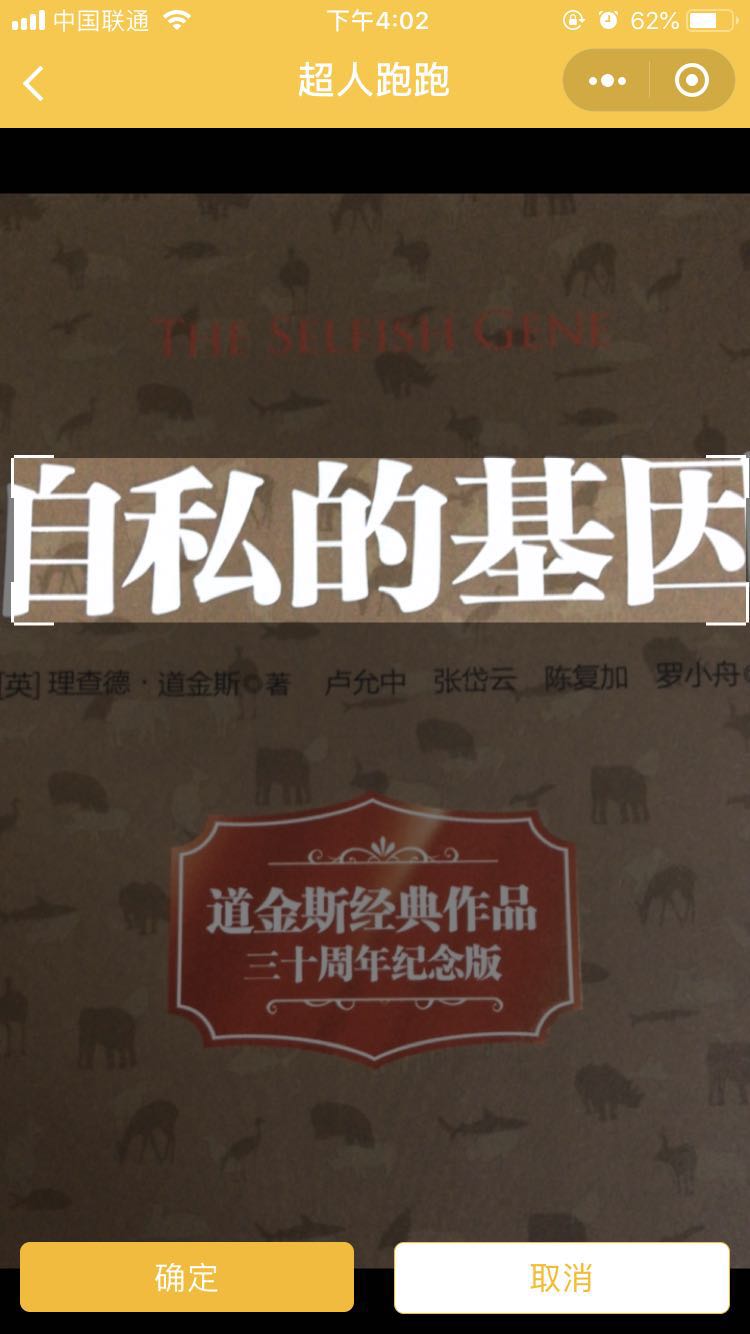 中国联通 下午4:02 62%
超人跑跑
THE SELFISH GENE
自私的基因
[英] 理查德·道金斯◎著 卢允中 张岱云 陈复加 罗小舟
道金斯经典作品
三十周年纪念版
确定 取消